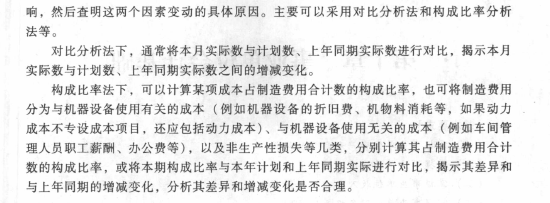 响，然后查明这两个因素变动的具体原因。主要可以采用对比分析法和构成比率分析
法等。
对比分析法下，通常将本月实际数与计划数、上年同期实际数进行对比，揭示本月
实际数与计划数、上年同期实际数之间的增减变化。
构成比率法下，可以计算某项成本占制造费用合计数的构成比率，也可将制造费用
分为与机器设备使用有关的成本（例如机器设备的折旧费、机物料消耗等，如果动力
成本不专设成本项目，还应包括动力成本）、与机器设备使用无关的成本（例如车间管
理人员职工薪酬、办公费等），以及非生产性损失等几类，分别计算其占制造费用合计
数的构成比率，或将本期构成比率与本年计划和上年同期实际进行对比，揭示其差异和
与上年同期的增减变化，分析其差异和增减变化是否合理。